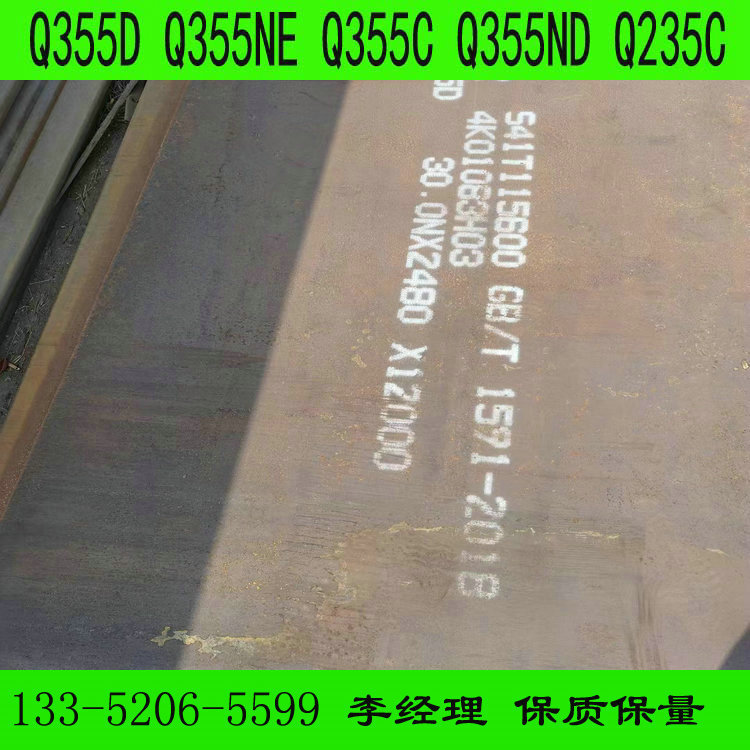 Q355D Q355NE Q355C Q355ND Q235C
S41T115600 GB/T 1591-2018
4K01083H03
30.0NX2480 X12000
133-5206-5599 李经理 保质保量